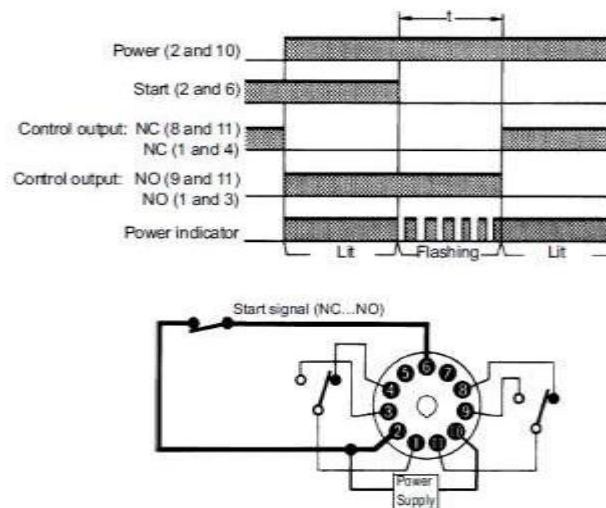 t
Power (2 and 10)
Start (2 and 6)
Control output: NC (8 and 11)
NC (1 and 4)
Control output: NO (9 and 11)
NO (1 and 3)
Power indicator
Lit Flashing Lit
Start signal (NC...NO)
5 6 7
4 8
3 9
2 10
1 11
Power
Supply